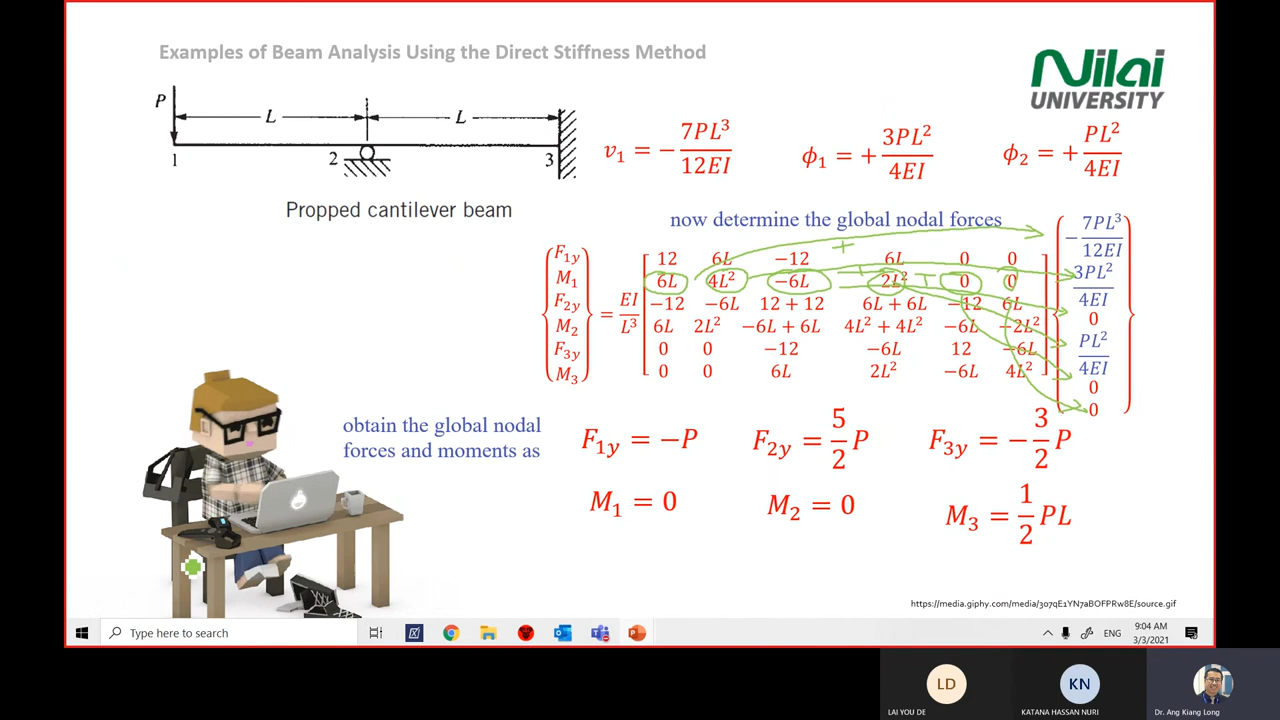 Examples of Beam Analysis Using the Direct Stiffness Method
Nilai
UNIVERSITY
P
L
L
1
2
3
Propped cantilever beam
v₁ = − 7PL³/12EI
ϕ₁ = + 3PL²/4EI
ϕ₂ = + PL²/4EI
now determine the global nodal forces
F₁y
M₁
F₂y
M₂
F₃y
M₃
= EI/L³
12 6L −12 6L 0 0
6L 4L² −6L 2L² 0 0
−12 −6L 12 + 12 6L + 6L −12 6L
6L 2L² −6L + 6L 4L² + 4L² −6L −2L²
0 0 −12 −6L 12 −6L
0 0 6L 2L² −6L 4L²
− 7PL³/12EI
3PL²/4EI
0
PL²/4EI
0
0
+ + +
obtain the global nodal
forces and moments as
F₁y = −P
F₂y = 5/2 P
F₃y = − 3/2 P
M₁ = 0
M₂ = 0
M₃ = 1/2 PL
https://media.giphy.com/media/3o7qE1YN7aBOFPRw8E/source.gif
Type here to search
ENG
9:04 AM
3/3/2021
LD
LAI YOU DE
KN
KATANA HASSAN NURI
Dr. Ang Kiang Long